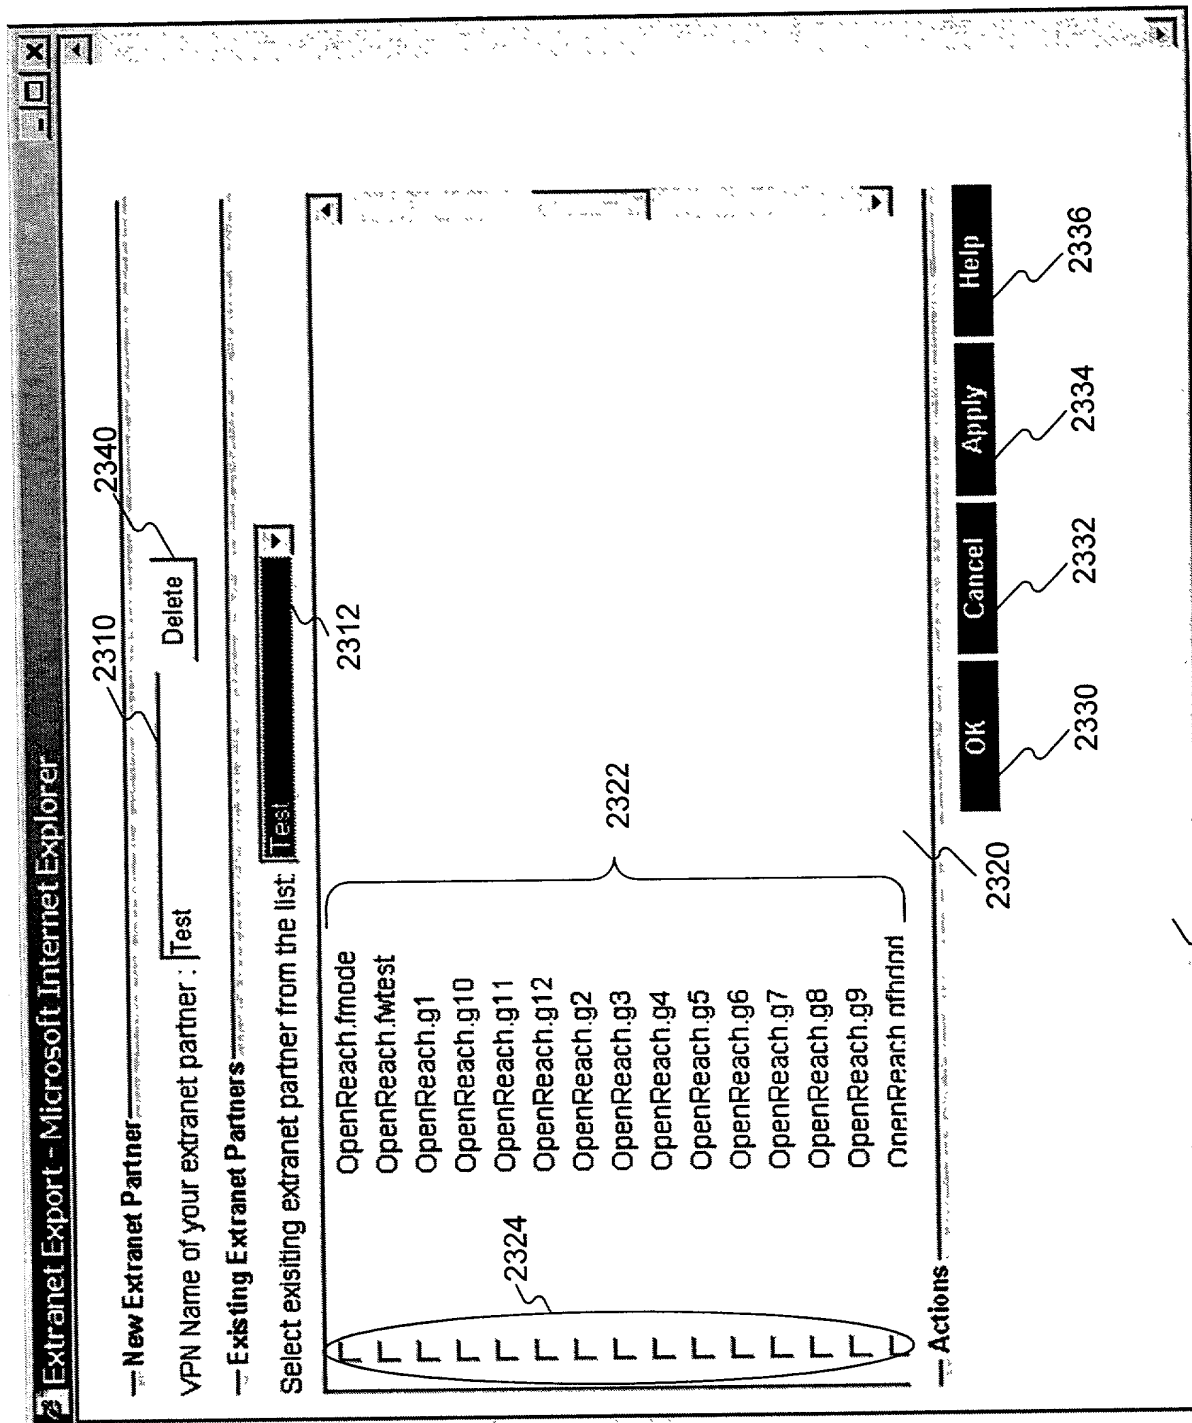 Extranet Export - Microsoft Internet Explorer
New Extranet Partner
2310
2340
VPN Name of your extranet partner : Test
Delete
Existing Extranet Partners
Select exisiting extranet partner from the list: Test
2312
2324
OpenReach.fmode
OpenReach.fwtest
OpenReach.g1
OpenReach.g10
OpenReach.g11
OpenReach.g12
OpenReach.g2
OpenReach.g3
OpenReach.g4
OpenReach.g5
OpenReach.g6
OpenReach.g7
OpenReach.g8
OpenReach.g9
2322
2320
Actions
OK Cancel Apply Help
2330 2332 2334 2336